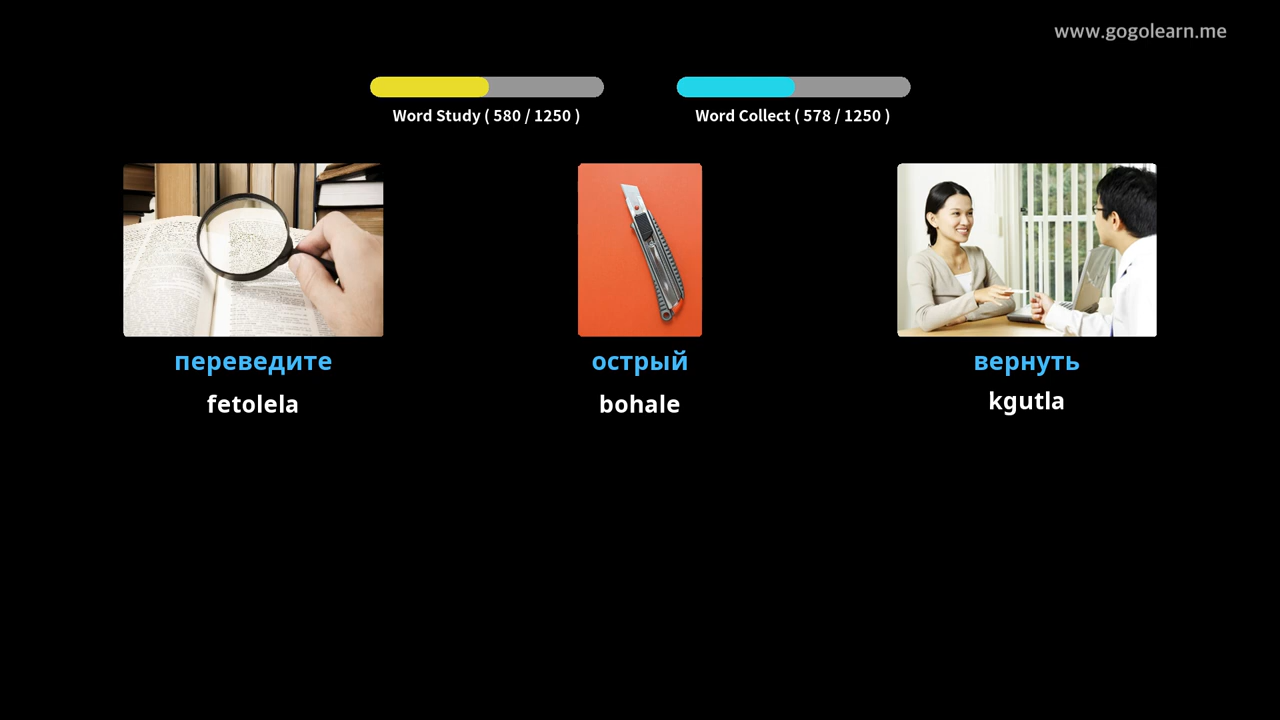 www.gogolearn.me
Word Study ( 580 / 1250 )
Word Collect ( 578 / 1250 )
переведите
острый
вернуть
fetolela
bohale
kgutla